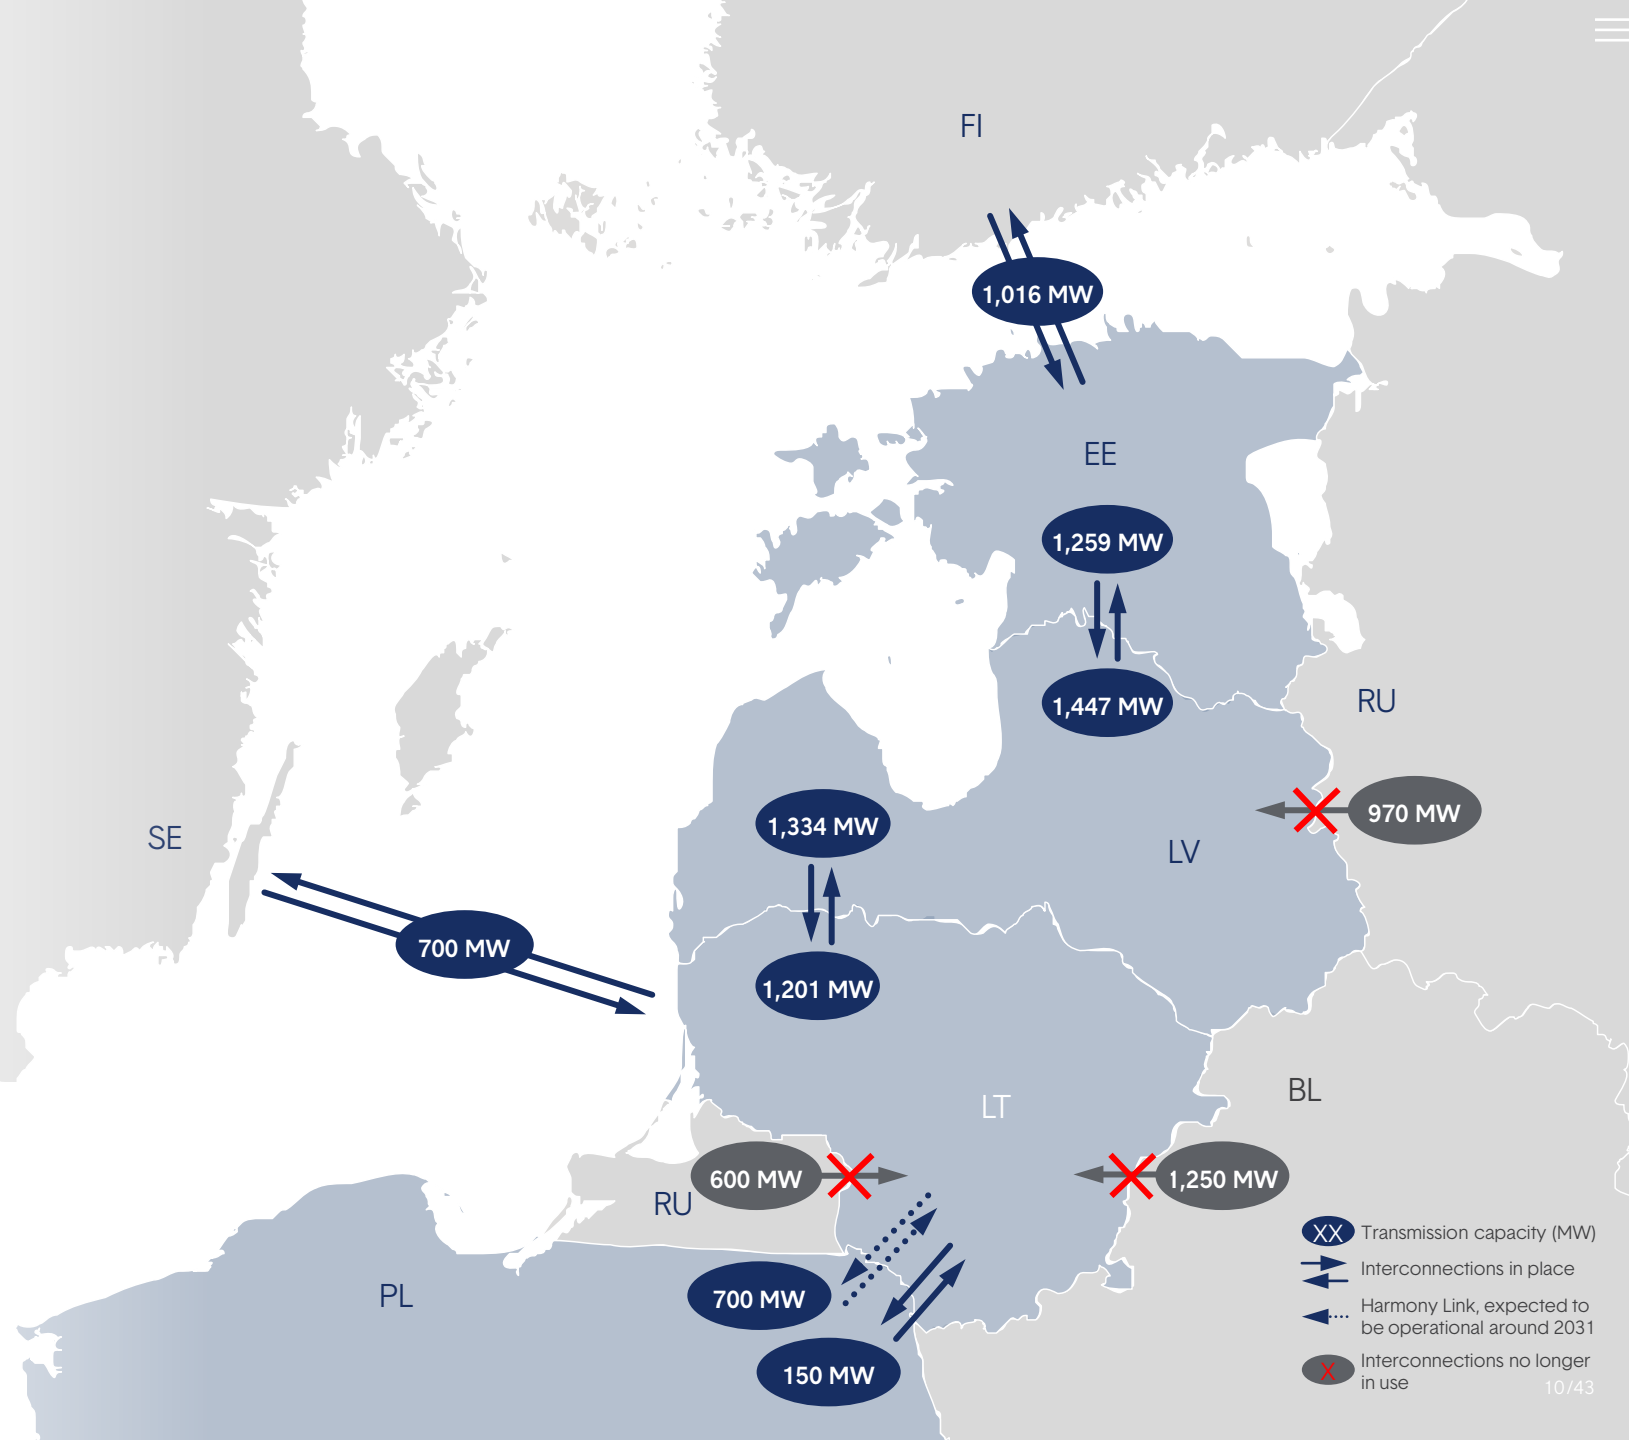 FI
1,016 MW
EE
1,259 MW
1,447 MW
RU
970 MW
1,334 MW
SE
LV
700 MW
1,201 MW
BL
LT
600 MW
1,250 MW
RU
XX Transmission capacity (MW)
Interconnections in place
PL
700 MW
Harmony Link, expected to
be operational around 2031
150 MW
X Interconnections no longer
in use
10/43